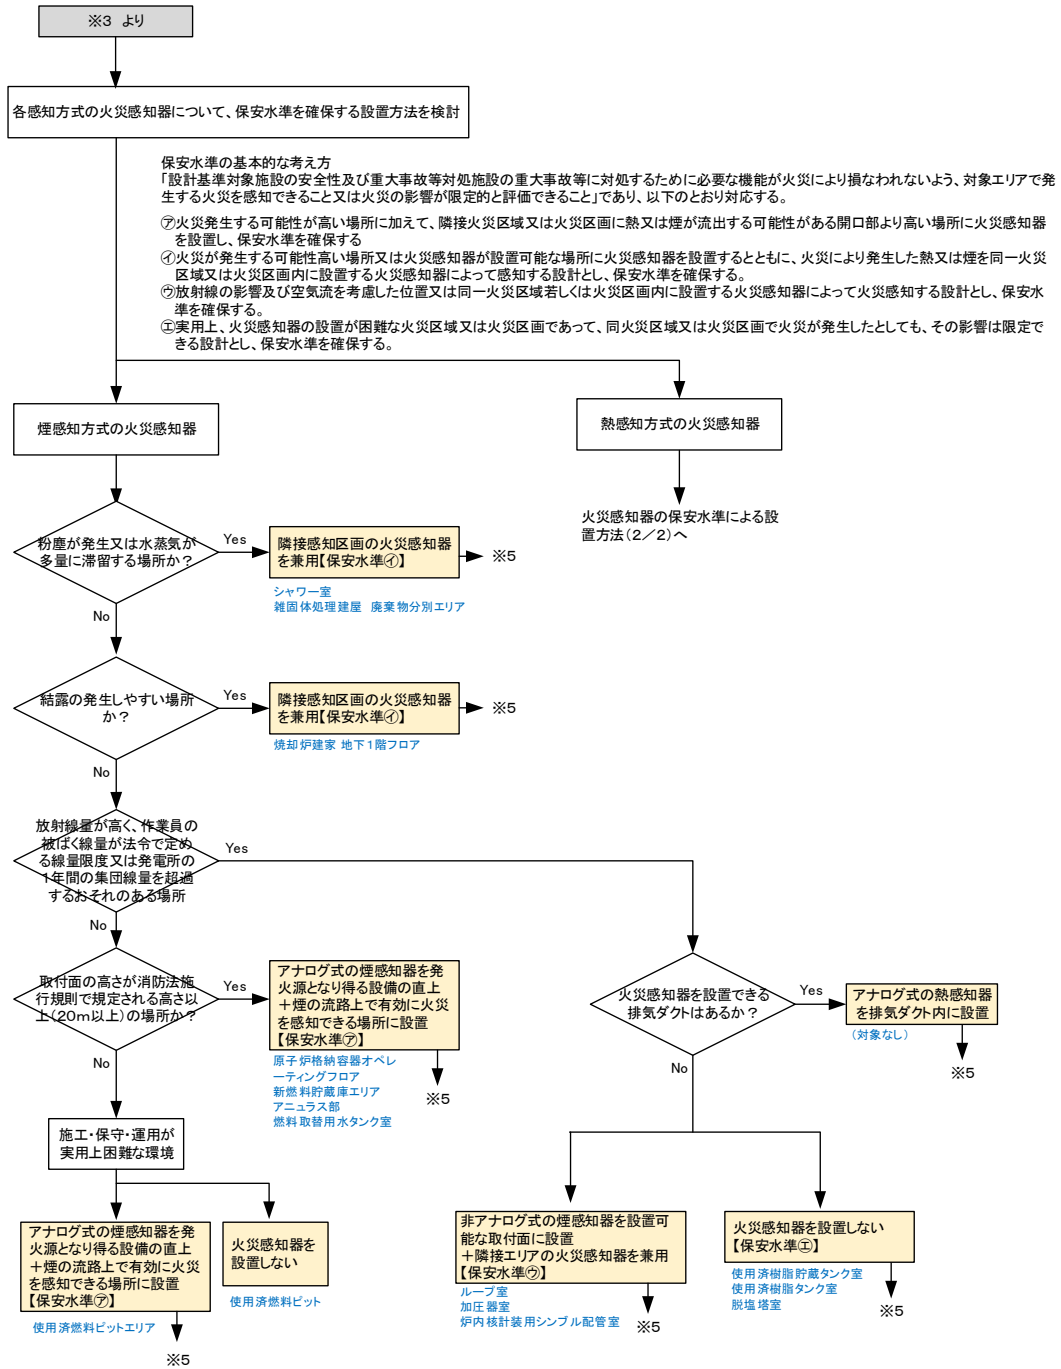 ※3 より
各感知方式の火災感知器について、保安水準を確保する設置方法を検討
保安水準の基本的な考え方
「設計基準対象施設の安全性及び重大事故等対処施設の重大事故等に対処するために必要な機能が火災により損なわれないよう、対象エリアで発
生する火災を感知できること又は火災の影響が限定的と評価できること」であり、以下のとおり対応する。
㋐火災発生する可能性が高い場所に加えて、隣接火災区域又は火災区画に熱又は煙が流出する可能性がある開口部より高い場所に火災感知器
を設置し、保安水準を確保する
㋑火災が発生する可能性高い場所又は火災感知器が設置可能な場所に火災感知器を設置するとともに、火災により発生した熱又は煙を同一火災
区域又は火災区画内に設置する火災感知器によって感知する設計とし、保安水準を確保する。
㋒放射線の影響及び空気流を考慮した位置又は同一火災区域若しくは火災区画内に設置する火災感知器によって火災感知する設計とし、保安水
準を確保する。
㋓実用上、火災感知器の設置が困難な火災区域又は火災区画であって、同火災区域又は火災区画で火災が発生したとしても、その影響は限定で
きる設計とし、保安水準を確保する。
煙感知方式の火災感知器
熱感知方式の火災感知器
火災感知器の保安水準による設
置方法(2/2)へ
粉塵が発生又は水蒸気が
多量に滞留する場所か?
Yes
隣接感知区画の火災感知器
を兼用【保安水準㋑】
※5
シャワー室
雑固体処理建屋 廃棄物分別エリア
No
結露の発生しやすい場所
か?
Yes
隣接感知区画の火災感知器
を兼用【保安水準㋑】
※5
焼却炉建家 地下1階フロア
No
放射線量が高く、作業員の
被ばく線量が法令で定め
る線量限度又は発電所の
1年間の集団線量を超過
するおそれのある場所
Yes
No
取付面の高さが消防法施
行規則で規定される高さ以
上(20m以上)の場所か?
Yes
アナログ式の煙感知器を発
火源となり得る設備の直上
+煙の流路上で有効に火災
を感知できる場所に設置
【保安水準㋐】
原子炉格納容器オペレ
ーティングフロア
新燃料貯蔵庫エリア
アニュラス部
燃料取替用水タンク室
※5
火災感知器を設置できる
排気ダクトはあるか?
Yes
アナログ式の熱感知器
を排気ダクト内に設置
(対象なし)
※5
No
No
施工・保守・運用が
実用上困難な環境
アナログ式の煙感知器を発
火源となり得る設備の直上
+煙の流路上で有効に火災
を感知できる場所に設置
【保安水準㋐】
使用済燃料ピットエリア
※5
火災感知器を
設置しない
使用済燃料ピット
非アナログ式の煙感知器を設置可
能な取付面に設置
+隣接エリアの火災感知器を兼用
【保安水準㋒】
ループ室
加圧器室
炉内核計装用シンブル配管室
※5
火災感知器を設置しない
【保安水準㋓】
使用済樹脂貯蔵タンク室
使用済樹脂タンク室
脱塩塔室
※5